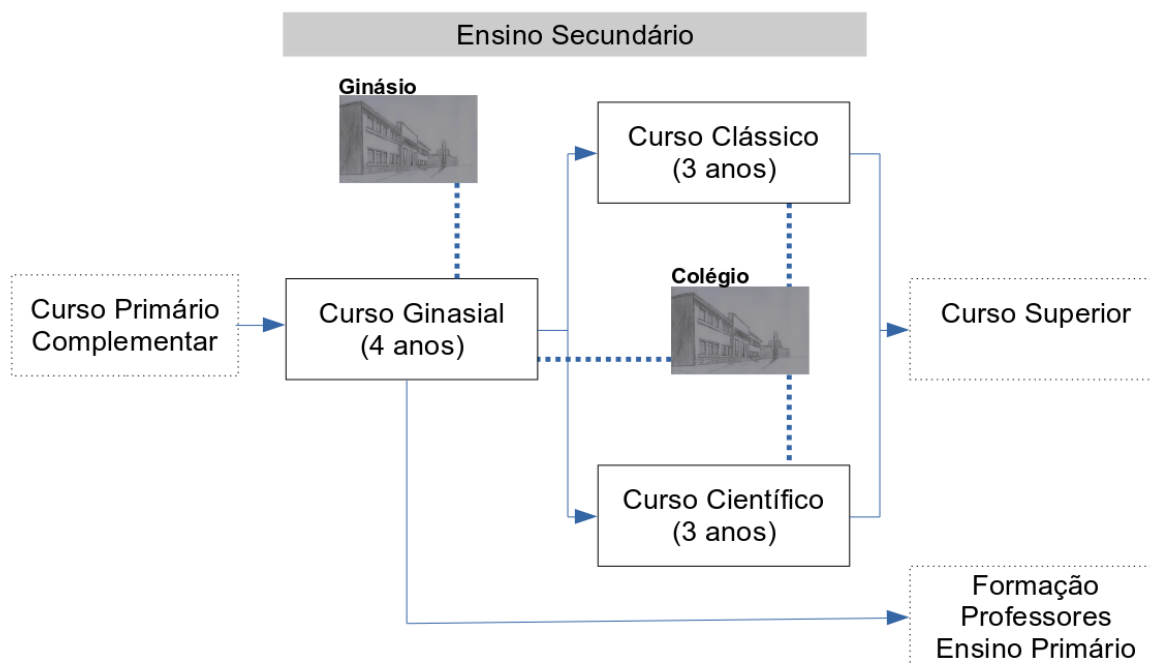 Ensino Secundário
Ginásio
Curso Clássico
(3 anos)
Colégio
Curso Primário
Complementar
Curso Ginasial
(4 anos)
Curso Superior
Curso Científico
(3 anos)
Formação
Professores
Ensino Primário